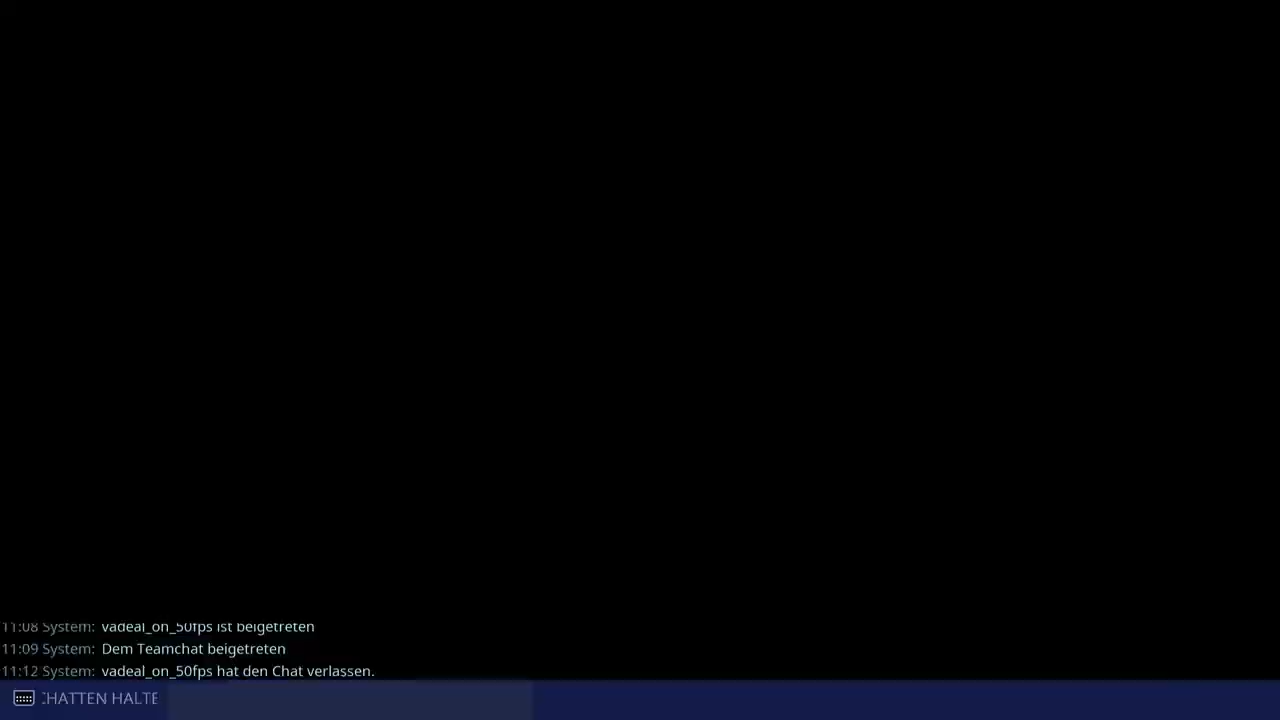 11:08 System: vadeal_on_50fps ist beigetreten
11:09 System: Dem Teamchat beigetreten
11:12 System: vadeal_on_50fps hat den Chat verlassen.
CHATTEN HALTE